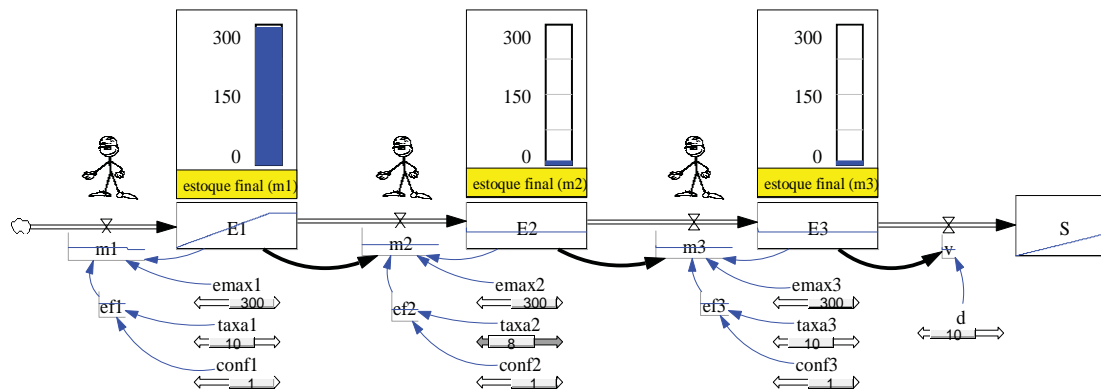 300
150
0
estoque final (m1)
300
150
0
estoque final (m2)
300
150
0
estoque final (m3)
E1
E2
E3
S
m1
m2
m3
v
emax1
300
emax2
300
emax3
300
ef1
ef2
ef3
taxa1
10
taxa2
8
taxa3
10
d
10
conf1
1
conf2
1
conf3
1